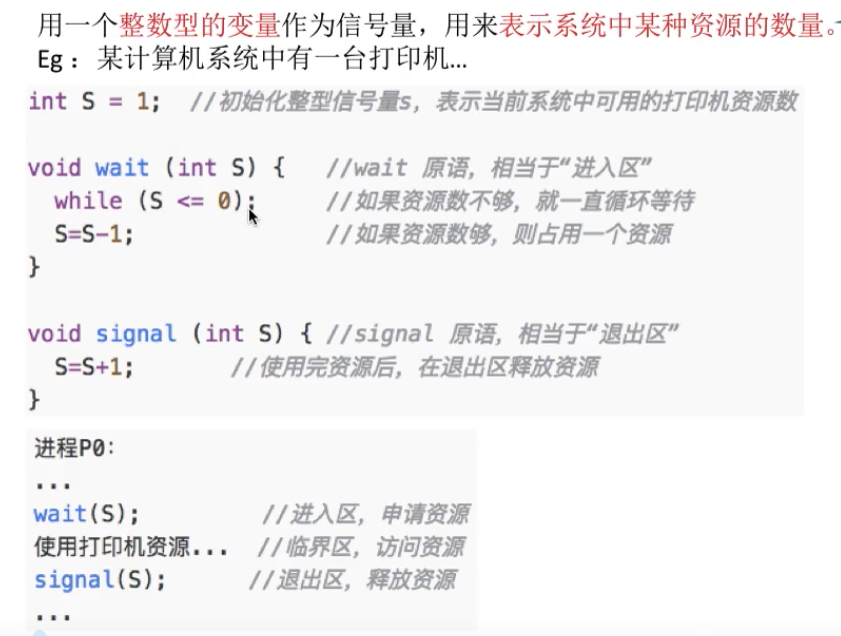 用一个整数型的变量作为信号量，用来表示系统中某种资源的数量。
Eg：某计算机系统中有一台打印机...
int S = 1;  //初始化整型信号量s，表示当前系统中可用的打印机资源数
void wait (int S) {   //wait 原语，相当于“进入区”
while (S <= 0);      //如果资源数不够，就一直循环等待
S=S-1;              //如果资源数够，则占用一个资源
}
void signal (int S) { //signal 原语，相当于“退出区”
S=S+1;       //使用完资源后，在退出区释放资源
}
进程P0：
...
wait(S);         //进入区，申请资源
使用打印机资源...  //临界区，访问资源
signal(S);      //退出区，释放资源
...